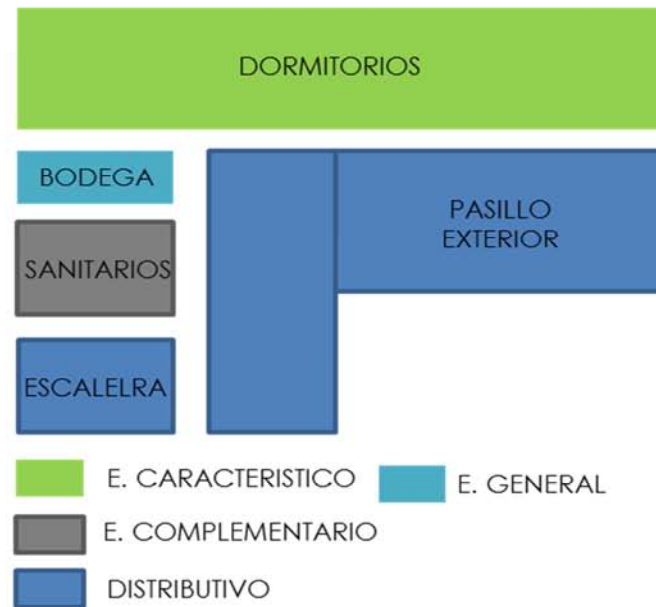 DORMITORIOS
BODEGA
PASILLO
EXTERIOR
SANITARIOS
ESCALELRA
E. CARACTERISTICO
E. GENERAL
E. COMPLEMENTARIO
DISTRIBUTIVO